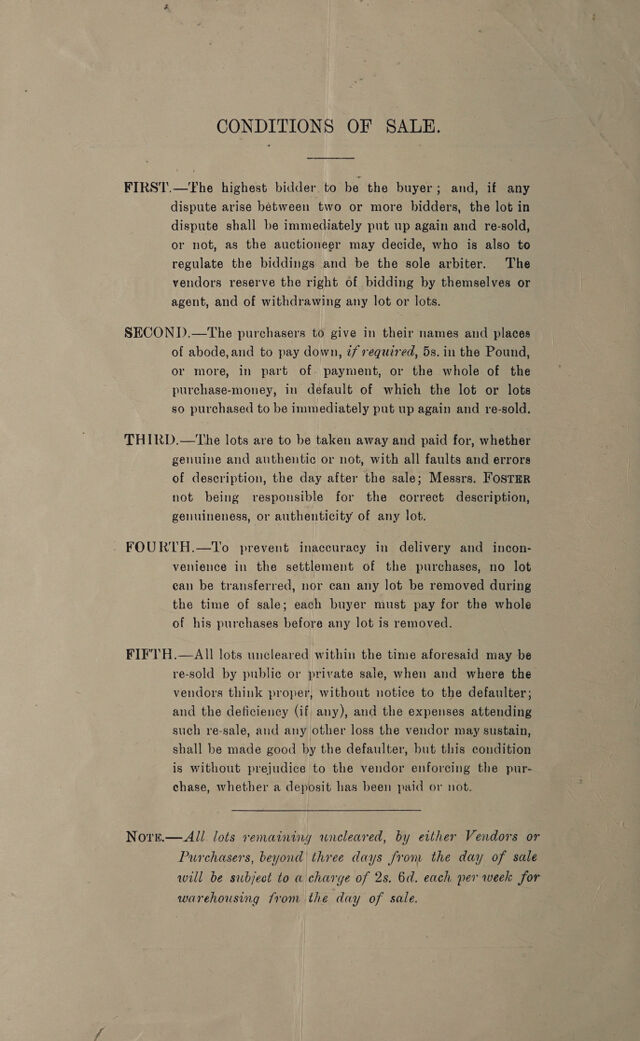 CONDITIONS OF SALE.
FIRST.—The highest bidder to be the buyer; and, if any
dispute arise between two or more bidders, the lot in
dispute shall be immediately put up again and re-sold,
or not, as the auctioneer may decide, who is also to
regulate the biddings and be the sole arbiter. The
vendors reserve the right of bidding by themselves or
agent, and of withdrawing any lot or lots.
SECOND.—The purchasers to give in their names and places
of abode, and to pay down, if required, 5s. in the Pound,
or more, in part of payment, or the whole of the
purchase-money, in default of which the lot or lots
so purchased to be immediately put up again and re-sold.
THIRD.—The lots are to be taken away and paid for, whether
genuine and authentic or not, with all faults and errors
of description, the day after the sale; Messrs. FOSTER
not being responsible for the correct description,
genuineness, or authenticity of any lot.
FOURTH.—To prevent inaccuracy in delivery and incon-
venience in the settlement of the purchases, no lot
can be transferred, nor can any lot be removed during
the time of sale; each buyer must pay for the whole
of his purchases before any lot is removed.
FIFTH.—All lots uncleared within the time aforesaid may be
re-sold by public or private sale, when and where the
vendors think proper, without notice to the defaulter;
and the deficiency (if any), and the expenses attending
such re-sale, and any other loss the vendor may sustain,
shall be made good by the defaulter, but this condition
is without prejudice to the vendor enforcing the pur-
chase, whether a deposit has been paid or not.
NOTE.—All lots remaining uncleared, by either Vendors or
Purchasers, beyond three days from the day of sale
will be subject to a charge of 2s. 6d. each per week for
warehousing from the day of sale.